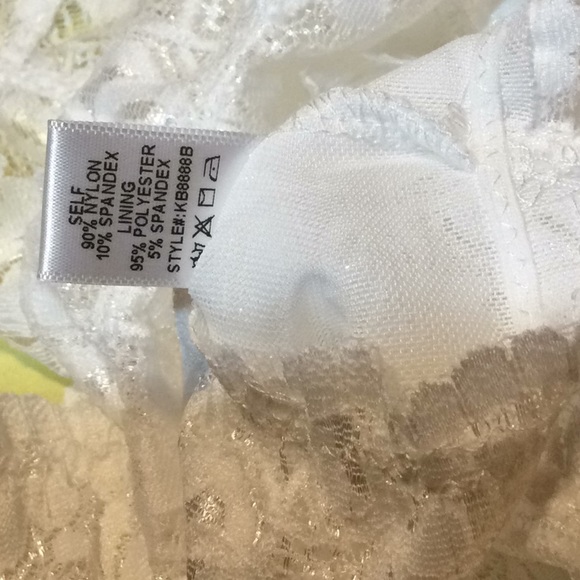 SELF
90% NYLON
10% SPANDEX
LINING
95% POLYESTER
5% SPANDEX
STYLE#:KB8888B